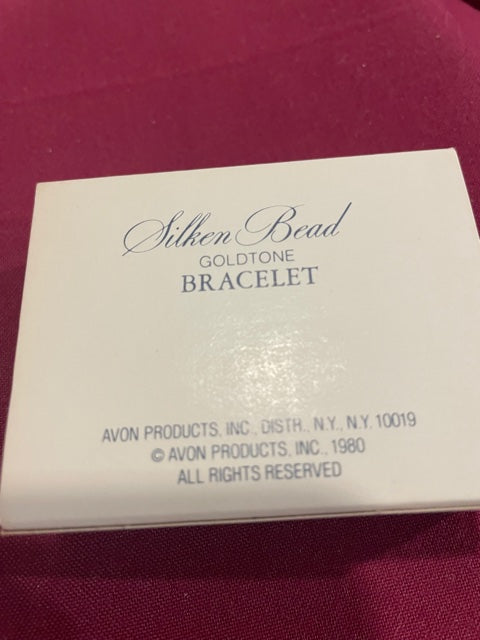 Silken Bead
GOLDTONE
BRACELET
AVON PRODUCTS, INC., DISTR., N.Y., N.Y. 10019
© AVON PRODUCTS, INC., 1980
ALL RIGHTS RESERVED